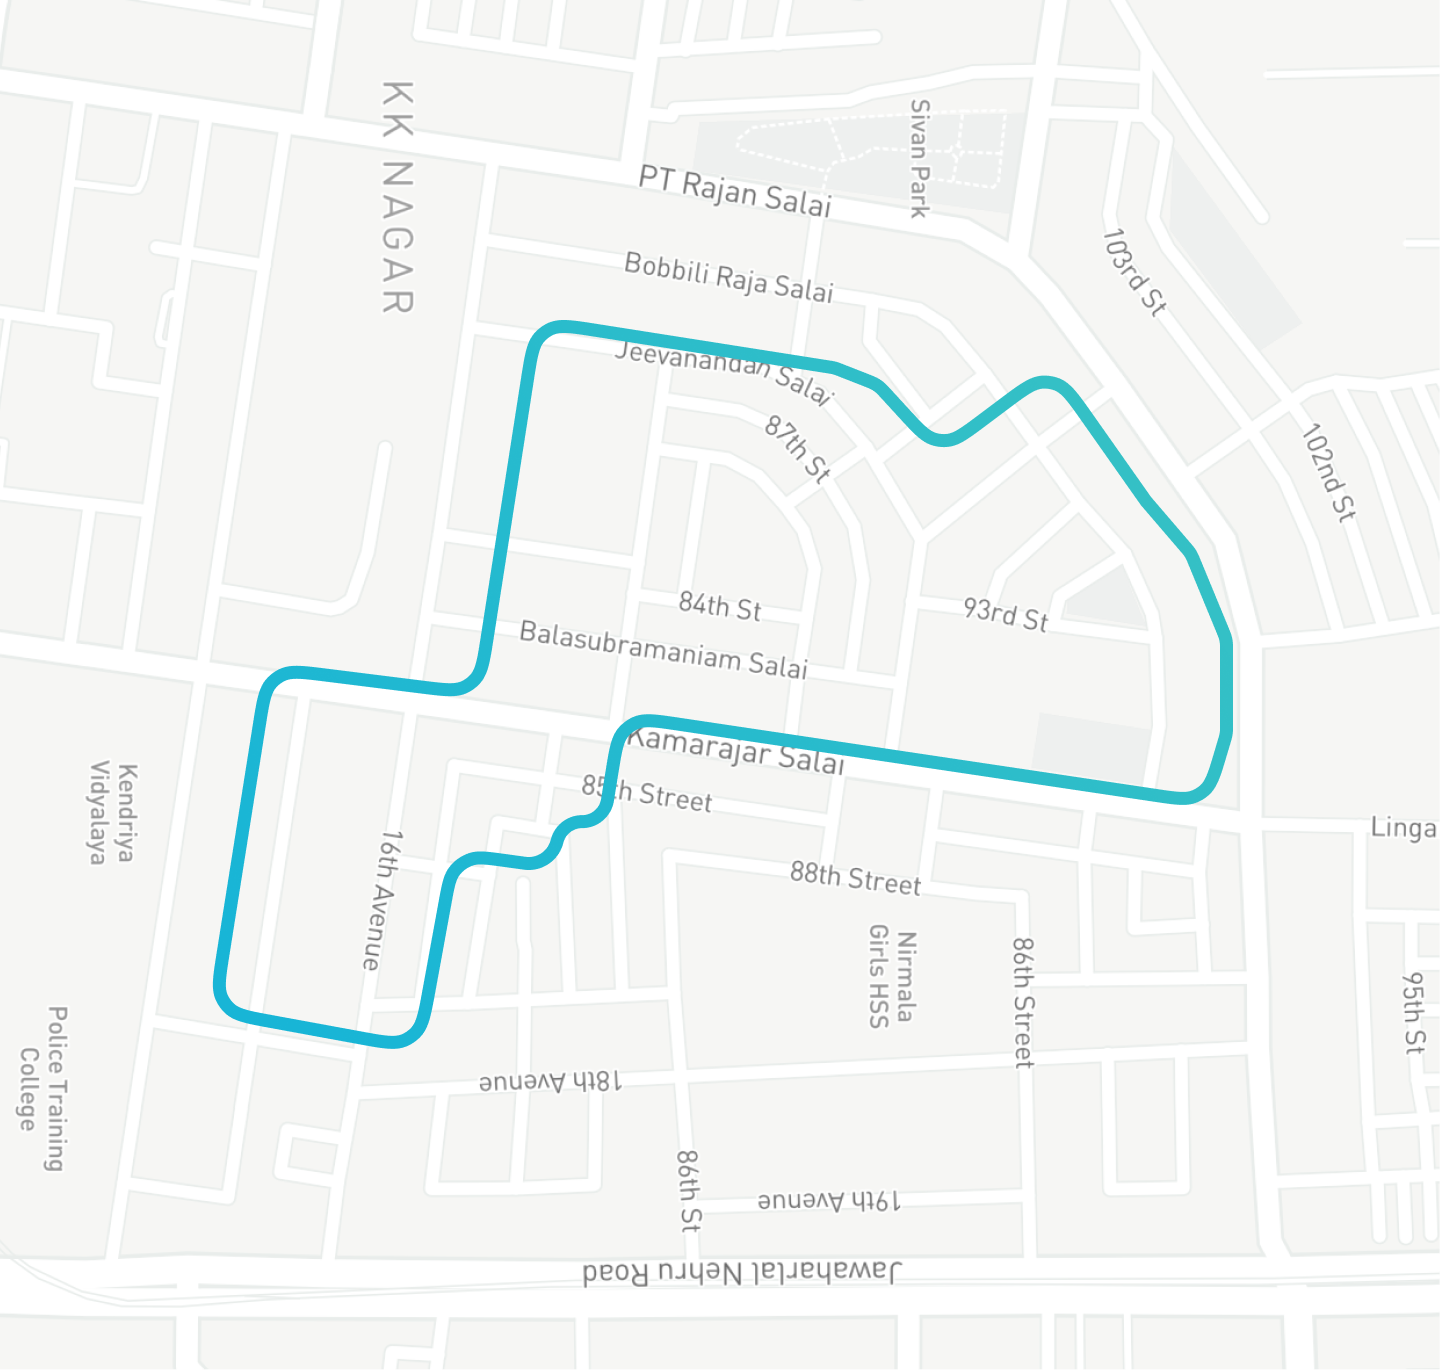 KK NAGAR
Sivan Park
PT Rajan Salai
103rd St
Bobbili Raja Salai
Jeevanandan Salai
87th St
102nd St
84th St
93rd St
Balasubramaniam Salai
Kamarajar Salai
Kendriya
Vidyalaya
85th Street
Linga
16th Avenue
88th Street
Nirmala
Girls HSS
86th Street
95th St
Police Training
College
18th Avenue
86th St
19th Avenue
Jawaharlal Nehru Road